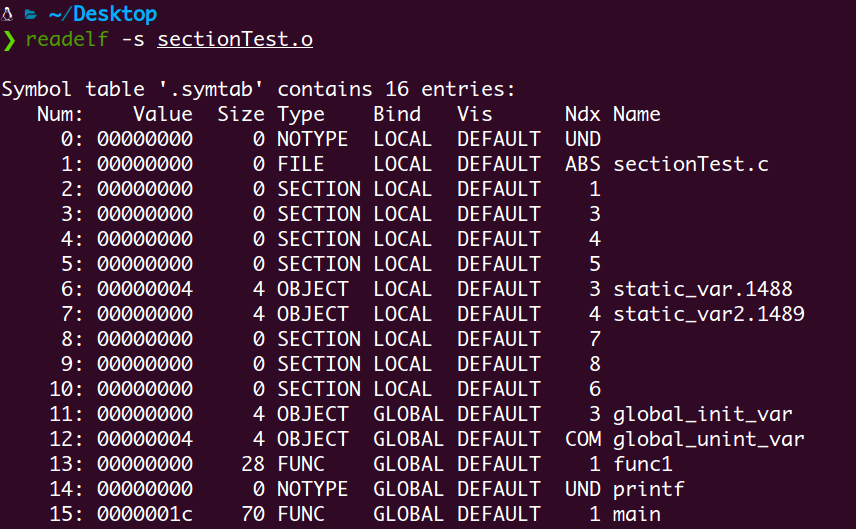 ~/Desktop
❯ readelf -s sectionTest.o
Symbol table '.symtab' contains 16 entries:
Num: Value Size Type Bind Vis Ndx Name
0: 00000000 0 NOTYPE LOCAL DEFAULT UND
1: 00000000 0 FILE LOCAL DEFAULT ABS sectionTest.c
2: 00000000 0 SECTION LOCAL DEFAULT 1
3: 00000000 0 SECTION LOCAL DEFAULT 3
4: 00000000 0 SECTION LOCAL DEFAULT 4
5: 00000000 0 SECTION LOCAL DEFAULT 5
6: 00000004 4 OBJECT LOCAL DEFAULT 3 static_var.1488
7: 00000000 4 OBJECT LOCAL DEFAULT 4 static_var2.1489
8: 00000000 0 SECTION LOCAL DEFAULT 7
9: 00000000 0 SECTION LOCAL DEFAULT 8
10: 00000000 0 SECTION LOCAL DEFAULT 6
11: 00000000 4 OBJECT GLOBAL DEFAULT 3 global_init_var
12: 00000004 4 OBJECT GLOBAL DEFAULT COM global_unint_var
13: 00000000 28 FUNC GLOBAL DEFAULT 1 func1
14: 00000000 0 NOTYPE GLOBAL DEFAULT UND printf
15: 0000001c 70 FUNC GLOBAL DEFAULT 1 main